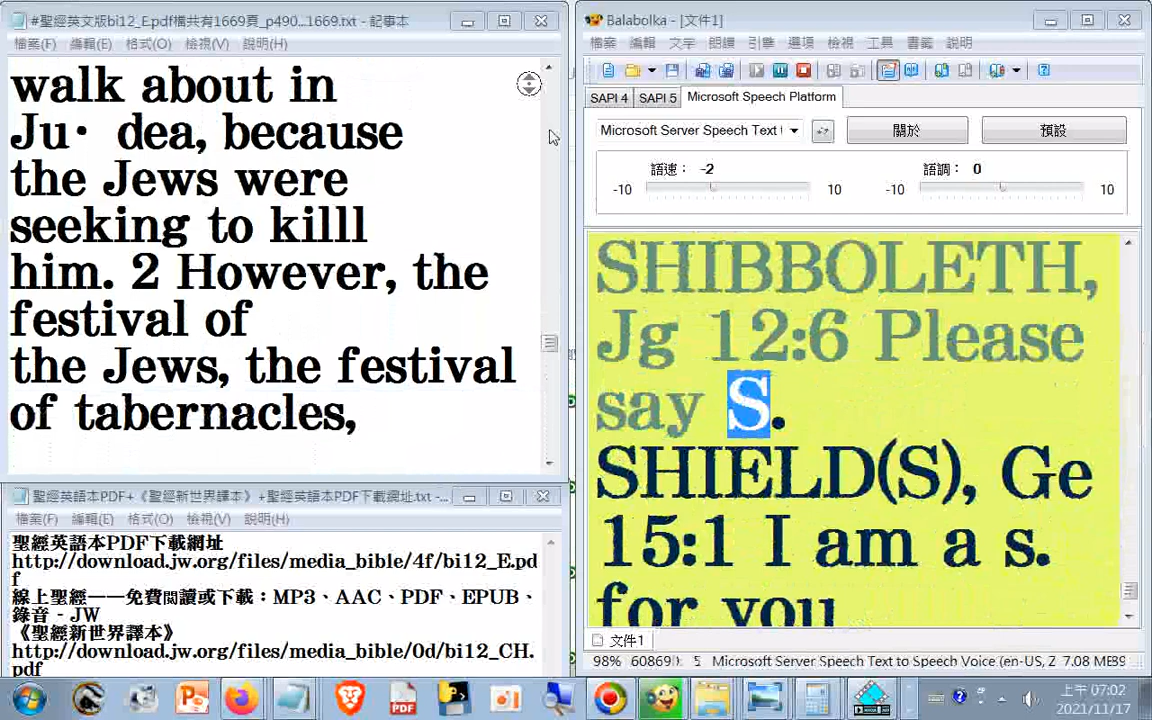 #聖經英文版bi12_E.pdf檔共有1669頁_p490...1669.txt - 記事本
檔案(F) 編輯(E) 格式(O) 檢視(V) 說明(H)
walk about in
Ju· dea, because
the Jews were
seeking to killl
him. 2 However, the
festival of
the Jews, the festival
of tabernacles,
聖經英語本PDF+《聖經新世界譯本》+聖經英語本PDF下載網址.txt -...
檔案(F) 編輯(E) 格式(O) 檢視(V) 說明(H)
聖經英語本PDF下載網址
http://download.jw.org/files/media_bible/4f/bi12_E.pd
f
線上聖經——免費閱讀或下載：MP3、AAC、PDF、EPUB、
錄音 - JW
《聖經新世界譯本》
http://download.jw.org/files/media_bible/0d/bi12_CH.
pdf
Balabolka - [文件1]
檔案 編輯 文字 朗讀 引擎 選項 檢視 工具 書籤 說明
SAPI 4 SAPI 5 Microsoft Speech Platform
Microsoft Server Speech Text 關於 預設
語速： -2 語調： 0
-10 10 -10 10
SHIBBOLETH,
Jg 12:6 Please
say S.
SHIELD(S), Ge
15:1 I am a s.
for you
文件1
98% Microsoft Server Speech Text to Speech Voice (en-US, Z 7.08 MB
上午 07:02
2021/11/17